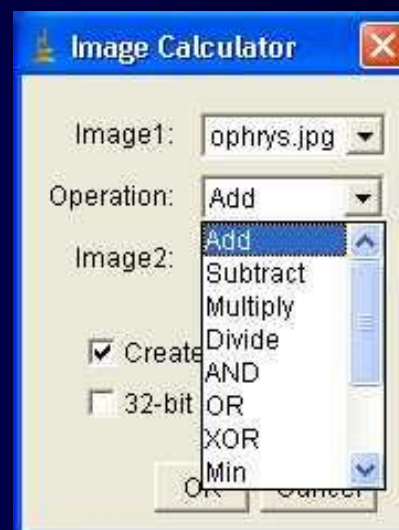 Image Calculator
Image1: ophrys.jpg
Operation: Add
Add
Image2:
Subtract
Multiply
Divide
Create
AND
32-bit
OR
XOR
Min